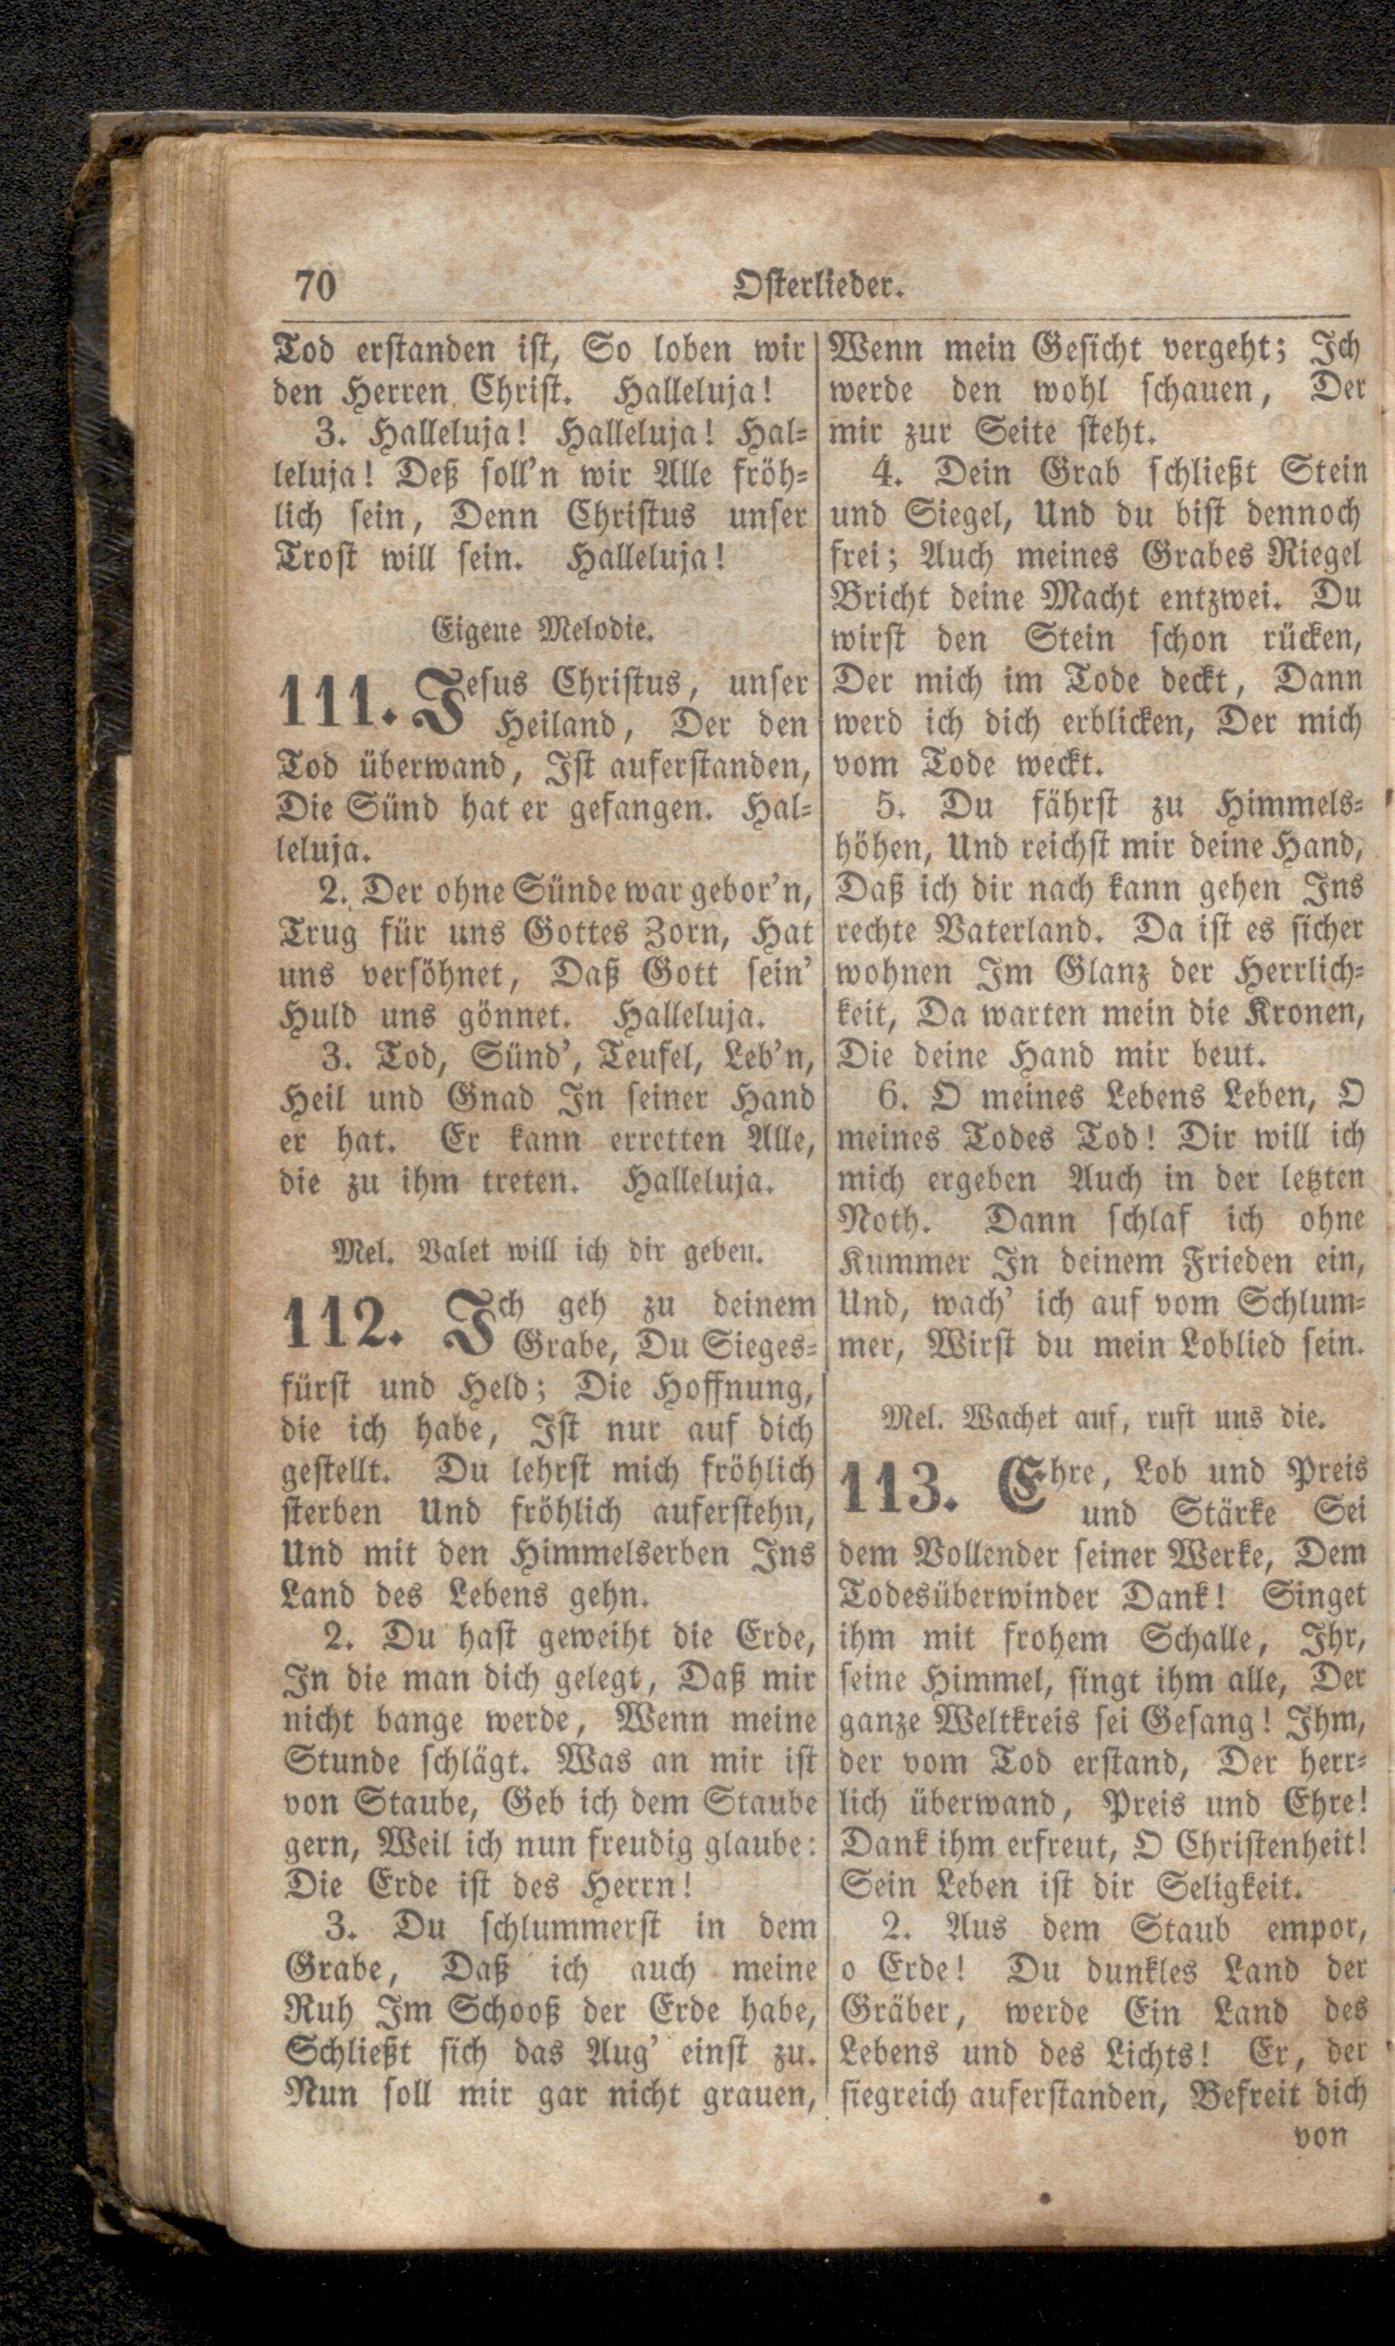 70
Osterlieder.
Tod erstanden ist, So loben wir
den Herren Christ. Halleluja!
3. Halleluja! Halleluja! Hal-
leluja! Deß soll'n wir Alle fröh-
lich sein, Denn Christus unser
Trost will sein. Halleluja!
Eigene Melodie.
111. Jesus Christus, unser
Heiland, Der den
Tod überwand, Ist auferstanden,
Die Sünd hat er gefangen. Hal-
leluja.
2. Der ohne Sünde war gebor'n,
Trug für uns Gottes Zorn, Hat
uns versöhnet, Daß Gott sein'
Huld uns gönnet. Halleluja.
3. Tod, Sünd', Teufel, Leb'n,
Heil und Gnad In seiner Hand
er hat. Er kann erretten Alle,
die zu ihm treten. Halleluja.
Mel. Valet will ich dir geben.
112. Ich geh zu deinem
Grabe, Du Sieges-
fürst und Held; Die Hoffnung,
die ich habe, Ist nur auf dich
gestellt. Du lehrst mich fröhlich
sterben Und fröhlich auferstehn,
Und mit den Himmelserben Ins
Land des Lebens gehn.
2. Du hast geweiht die Erde,
In die man dich gelegt, Daß mir
nicht bange werde, Wenn meine
Stunde schlägt. Was an mir ist
von Staube, Geb ich dem Staube
gern, Weil ich nun freudig glaube:
Die Erde ist des Herrn!
3. Du schlummerst in dem
Grabe, Daß ich auch meine
Ruh Im Schooß der Erde habe,
Schließt sich das Aug' einst zu.
Nun soll mir gar nicht grauen,
Wenn mein Gesicht vergeht; Ich
werde den wohl schauen, Der
mir zur Seite steht.
4. Dein Grab schließt Stein
und Siegel, Und du bist dennoch
frei; Auch meines Grabes Riegel
Bricht deine Macht entzwei. Du
wirst den Stein schon rücken,
Der mich im Tode deckt, Dann
werd ich dich erblicken, Der mich
vom Tode weckt.
5. Du fährst zu Himmels-
höhen, Und reichst mir deine Hand,
Daß ich dir nach kann gehen Ins
rechte Vaterland. Da ist es sicher
wohnen Im Glanz der Herrlich-
keit, Da warten mein die Kronen,
Die deine Hand mir beut.
6. O meines Lebens Leben, O
meines Todes Tod! Dir will ich
mich ergeben Auch in der letzten
Noth. Dann schlaf ich ohne
Kummer In deinem Frieden ein,
Und, wach' ich auf vom Schlum-
mer, Wirst du mein Loblied sein.
Mel. Wachet auf, ruft uns die.
113. Ehre, Lob und Preis
und Stärke Sei
dem Vollender seiner Werke, Dem
Todesüberwinder Dank! Singet
ihm mit frohem Schalle, Ihr,
seine Himmel, singt ihm alle, Der
ganze Weltkreis sei Gesang! Ihm,
der vom Tod erstand, Der herr-
lich überwand, Preis und Ehre!
Dank ihm erfreut, O Christenheit!
Sein Leben ist dir Seligkeit.
2. Aus dem Staub empor,
o Erde! Du dunkles Land der
Gräber, werde Ein Land des
Lebens und des Lichts! Er, der
siegreich auferstanden, Befreit dich
von